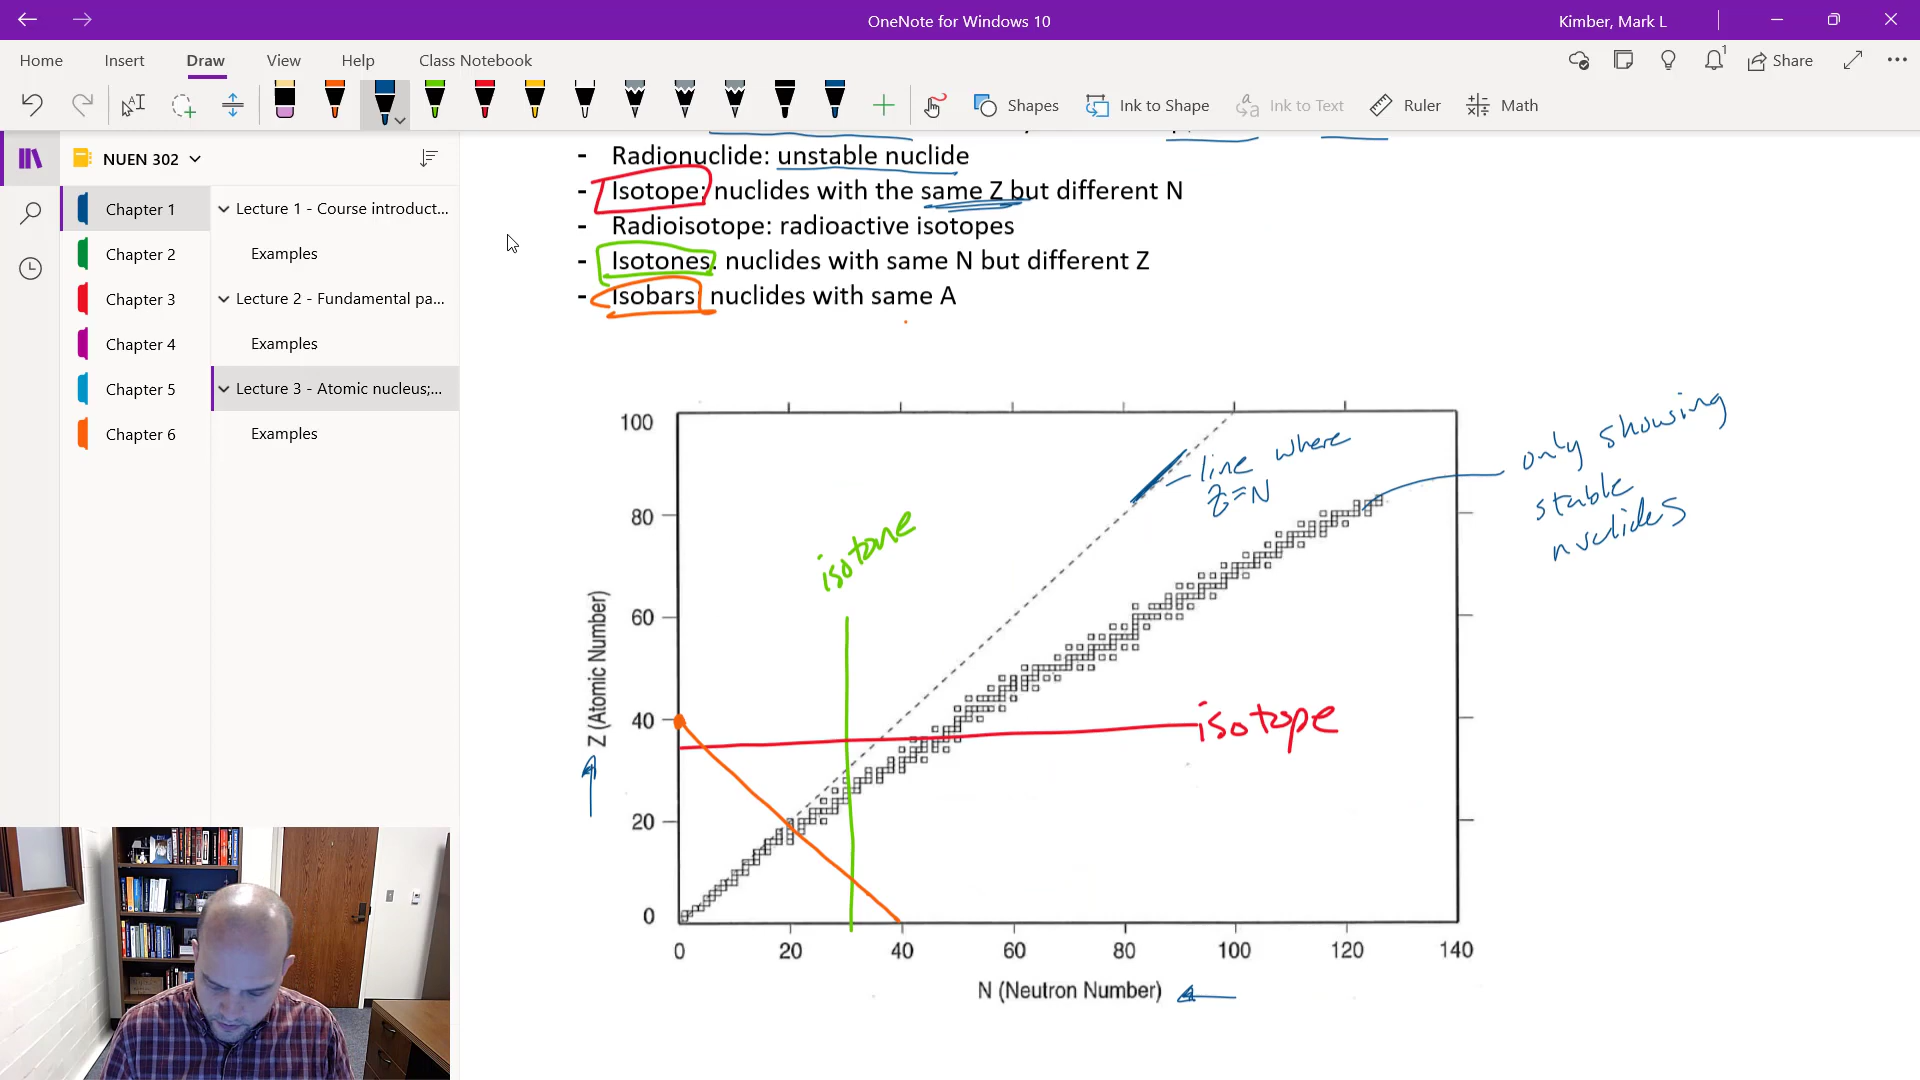 OneNote for Windows 10
Kimber, Mark L
Home Insert Draw View Help Class Notebook
1
Share
Shapes Ink to Shape Ink to Text Ruler Math
NUEN 302
Chapter 1
Chapter 2
Chapter 3
Chapter 4
Chapter 5
Chapter 6
Lecture 1 - Course introduct...
Examples
Lecture 2 - Fundamental pa...
Examples
Lecture 3 - Atomic nucleus;...
Examples
- Radionuclide: unstable nuclide
- Isotope: nuclides with the same Z but different N
- Radioisotope: radioactive isotopes
- Isotones: nuclides with same N but different Z
- Isobars: nuclides with same A
100
80
60
40
20
0
Z (Atomic Number)
0 20 40 60 80 100 120 140
N (Neutron Number)
line where
Z=N
only showing
stable
nuclides
isotone
isotope